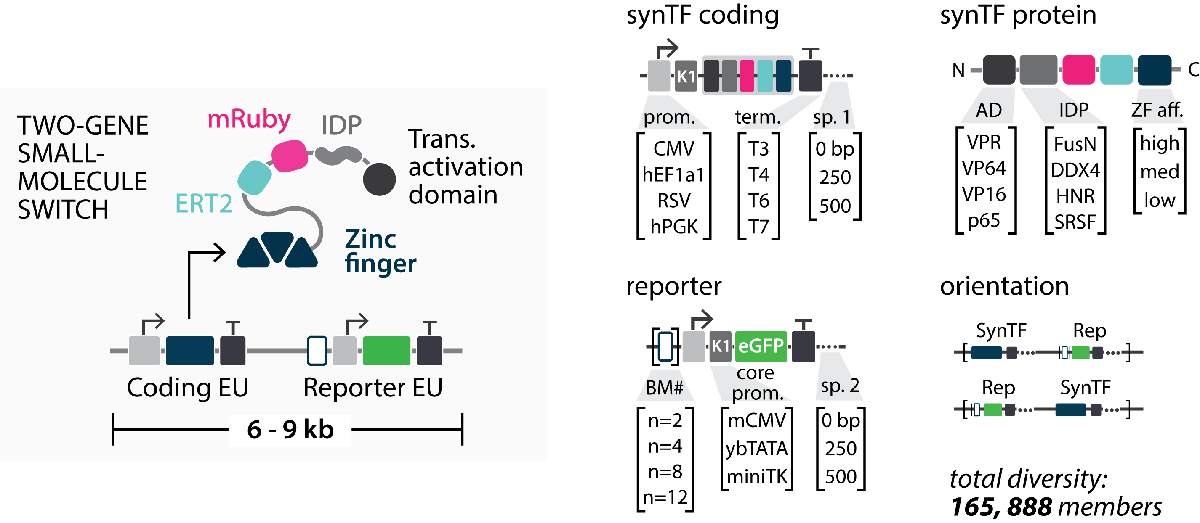 TWO-GENE
SMALL-
MOLECULE
SWITCH
mRuby
IDP
Trans.
activation
domain
ERT2
Zinc
finger
Coding EU
Reporter EU
6 - 9 kb
synTF coding
K1
prom.
term.
sp. 1
CMV
hEF1a1
RSV
hPGK
T3
T4
T6
T7
0 bp
250
500
synTF protein
N
C
AD
IDP
ZF aff.
VPR
VP64
VP16
p65
FusN
DDX4
HNR
SRSF
high
med
low
reporter
K1
eGFP
BM#
core
prom.
sp. 2
n=2
n=4
n=8
n=12
mCMV
ybTATA
miniTK
0 bp
250
500
orientation
SynTF
Rep
Rep
SynTF
total diversity:
165, 888 members